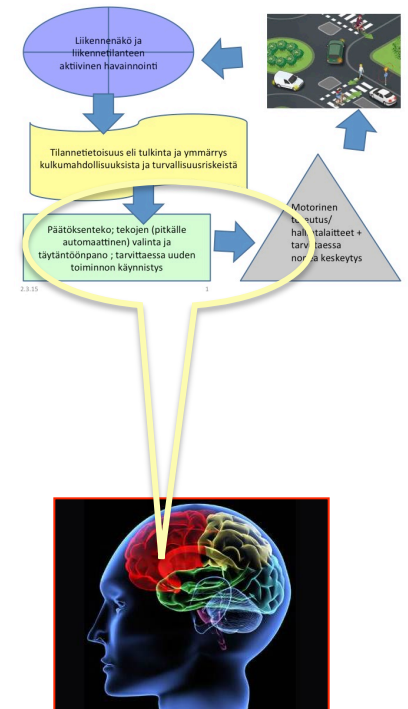 Liikennenäkö ja
liikennetilanteen
aktiivinen havainnointi
Tilannetietoisuus eli tulkinta ja ymmärrys
kulkumahdollisuuksista ja turvallisuusriskeistä
Päätöksenteko; tekojen (pitkälle
automaattinen) valinta ja
täytäntöönpano ; tarvittaessa uuden
toiminnon käynnistys
Motorinen
toteutus/
hallintalaitteet +
tarvittaessa
nopea keskeytys
2.3.15
1